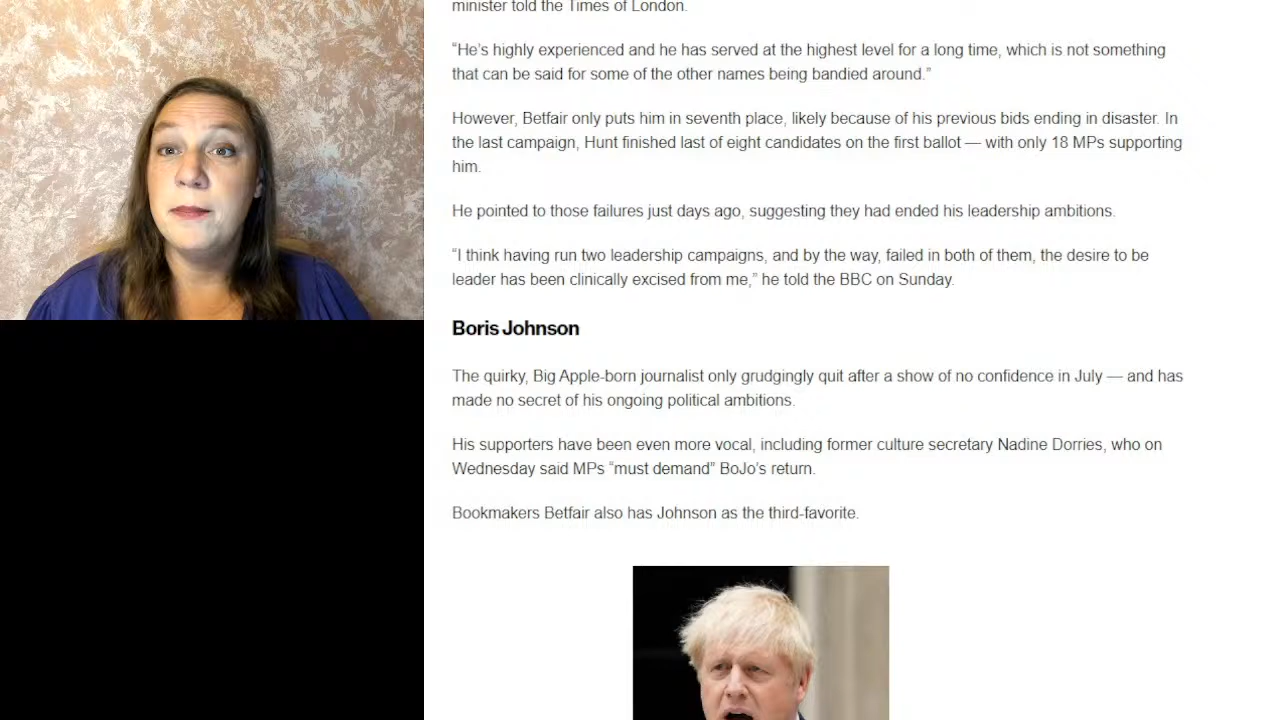 minister told the Times of London.
“He’s highly experienced and he has served at the highest level for a long time, which is not something
that can be said for some of the other names being bandied around.”
However, Betfair only puts him in seventh place, likely because of his previous bids ending in disaster. In
the last campaign, Hunt finished last of eight candidates on the first ballot — with only 18 MPs supporting
him.
He pointed to those failures just days ago, suggesting they had ended his leadership ambitions.
“I think having run two leadership campaigns, and by the way, failed in both of them, the desire to be
leader has been clinically excised from me,” he told the BBC on Sunday.
Boris Johnson
The quirky, Big Apple-born journalist only grudgingly quit after a show of no confidence in July — and has
made no secret of his ongoing political ambitions.
His supporters have been even more vocal, including former culture secretary Nadine Dorries, who on
Wednesday said MPs “must demand” BoJo’s return.
Bookmakers Betfair also has Johnson as the third-favorite.